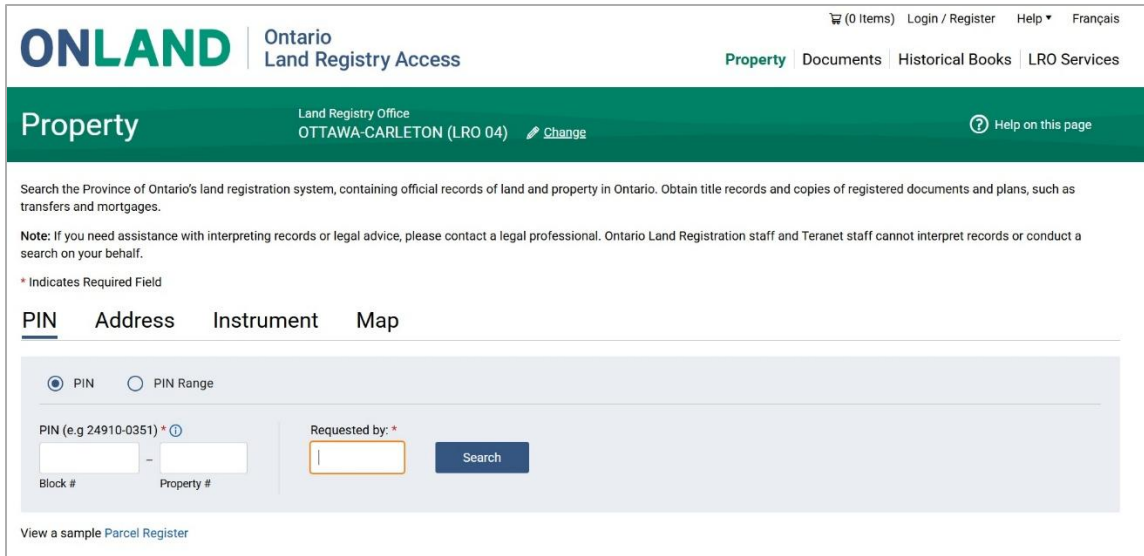 (0 Items) Login / Register Help Français
ONLAND Ontario
Land Registry Access
Property Documents Historical Books LRO Services
Property
Land Registry Office
OTTAWA-CARLETON (LRO 04) Change
Help on this page
Search the Province of Ontario's land registration system, containing official records of land and property in Ontario. Obtain title records and copies of registered documents and plans, such as
transfers and mortgages.
Note: If you need assistance with interpreting records or legal advice, please contact a legal professional. Ontario Land Registration staff and Teranet staff cannot interpret records or conduct a
search on your behalf.
* Indicates Required Field
PIN Address Instrument Map
PIN PIN Range
PIN (e.g 24910-0351) * Requested by: *
– Search
Block # Property #
View a sample Parcel Register